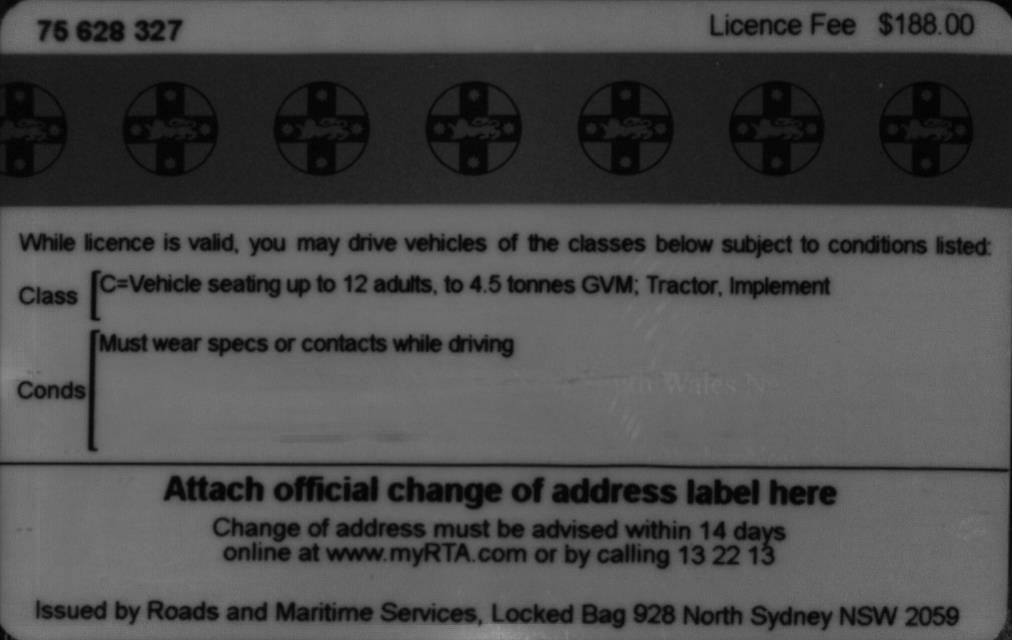 75 628 327
Licence Fee $188.00
While licence is valid, you may drive vehicles of the classes below subject to conditions listed:
Class
C=Vehicle seating up to 12 adults, to 4.5 tonnes GVM; Tractor, Implement
Conds
Must wear specs or contacts while driving
Wales
Attach official change of address label here
Change of address must be advised within 14 days
online at www.myRTA.com or by calling 13 22 13
Issued by Roads and Maritime Services, Locked Bag 928 North Sydney NSW 2059